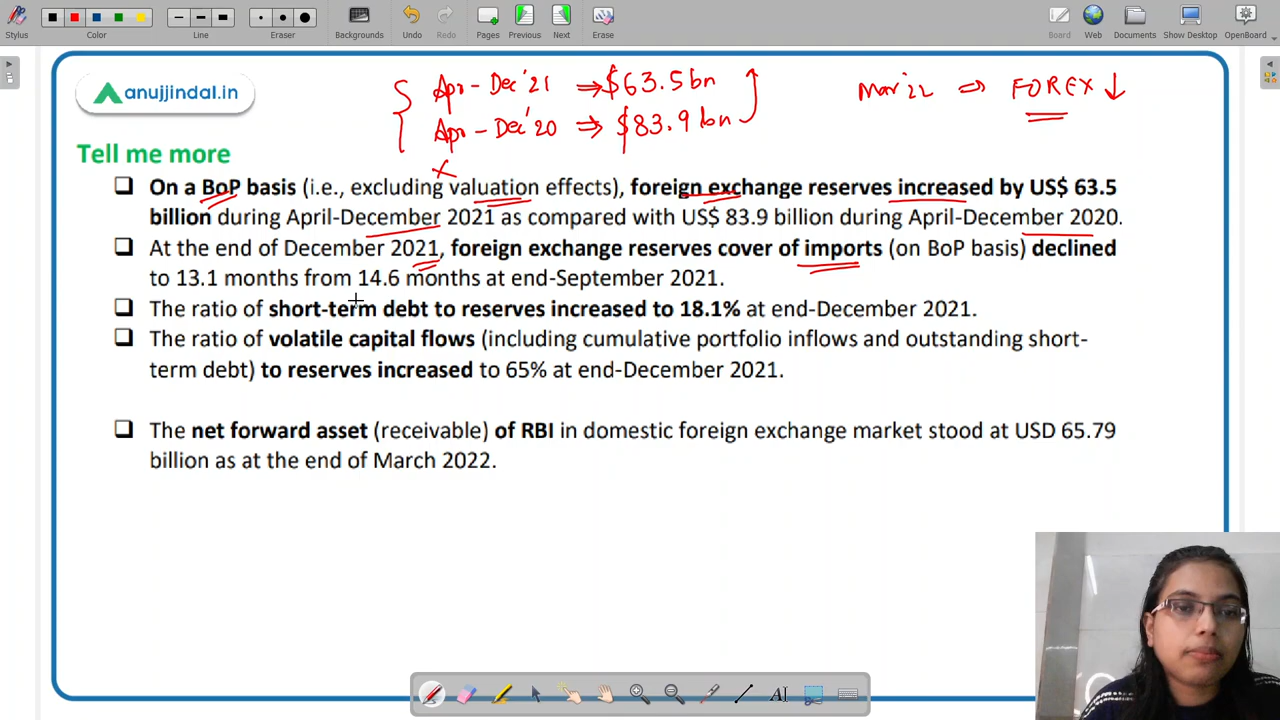 Color
Line
Eraser
Backgrounds
Undo
Redo
Pages
Previous
Next
Erase
Board
Web
Documents
Show Desktop
OpenBoard
Stylus
anujjindal.in
Apr - Dec'21 ⇒ $63.5 bn
Apr - Dec'20 ⇒ $83.9 bn
Mar'22 ⇒ FOREX ↓
Tell me more
On a BoP basis (i.e., excluding valuation effects), foreign exchange reserves increased by US$ 63.5
billion during April-December 2021 as compared with US$ 83.9 billion during April-December 2020.
At the end of December 2021, foreign exchange reserves cover of imports (on BoP basis) declined
to 13.1 months from 14.6 months at end-September 2021.
The ratio of short-term debt to reserves increased to 18.1% at end-December 2021.
The ratio of volatile capital flows (including cumulative portfolio inflows and outstanding short-
term debt) to reserves increased to 65% at end-December 2021.
The net forward asset (receivable) of RBI in domestic foreign exchange market stood at USD 65.79
billion as at the end of March 2022.